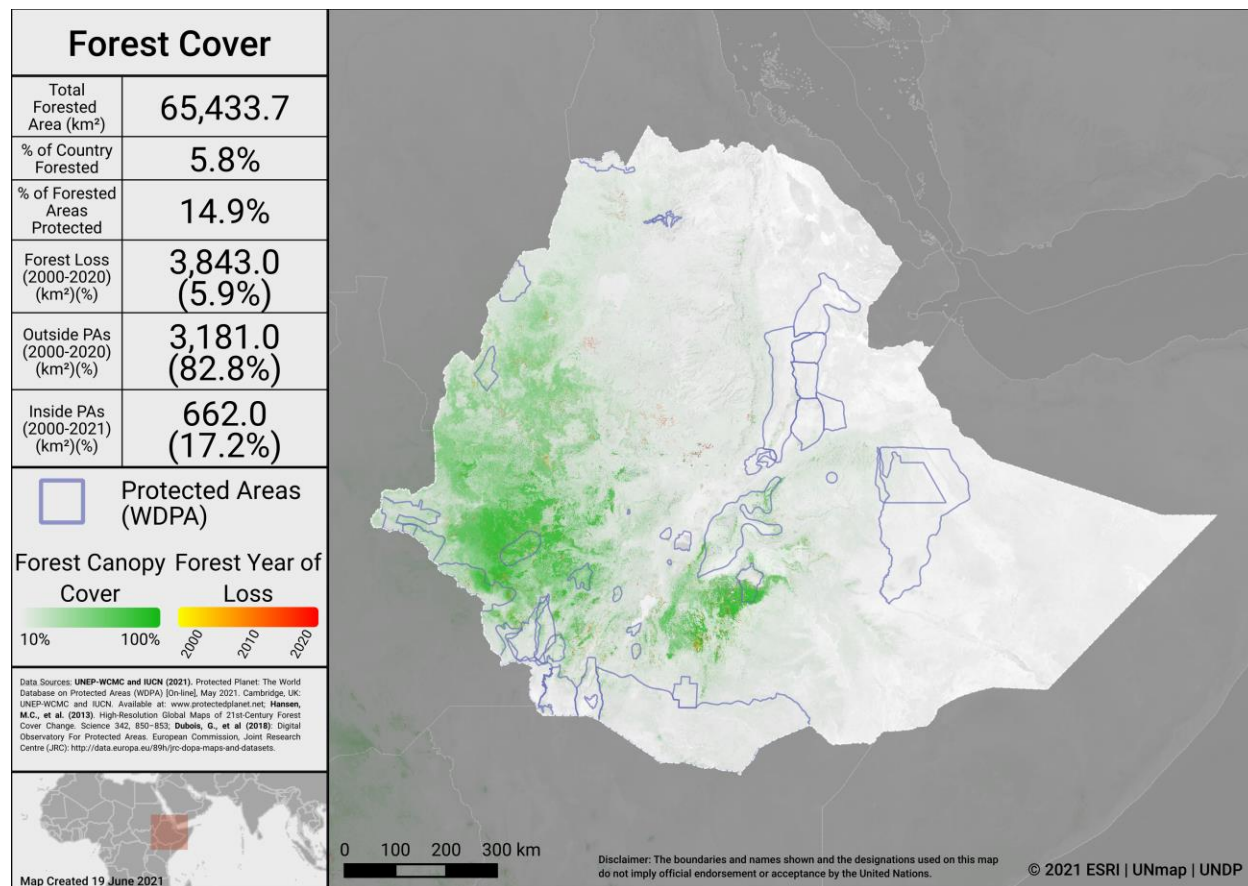 Forest Cover
Total
Forested
Area (km²)
65,433.7
% of Country
Forested
5.8%
% of Forested
Areas
Protected
14.9%
Forest Loss
(2000-2020)
(km²)(%)
3,843.0
(5.9%)
Outside PAs
(2000-2020)
(km²)(%)
3,181.0
(82.8%)
Inside PAs
(2000-2021)
(km²)(%)
662.0
(17.2%)
Protected Areas
(WDPA)
Forest Canopy
Cover
10%
100%
Forest Year of
Loss
2000
2010
2020
Data Sources: UNEP-WCMC and IUCN (2021). Protected Planet: The World
Database on Protected Areas (WDPA) [On-line], May 2021. Cambridge, UK:
UNEP-WCMC and IUCN. Available at: www.protectedplanet.net; Hansen,
M.C., et al. (2013). High-Resolution Global Maps of 21st-Century Forest
Cover Change. Science 342, 850–853; Dubois, G., et al (2018): Digital
Observatory For Protected Areas. European Commission, Joint Research
Centre (JRC): http://data.europa.eu/89h/jrc-dopa-maps-and-datasets.
Map Created 19 June 2021
0 100 200 300 km
Disclaimer: The boundaries and names shown and the designations used on this map
do not imply official endorsement or acceptance by the United Nations.
© 2021 ESRI | UNmap | UNDP